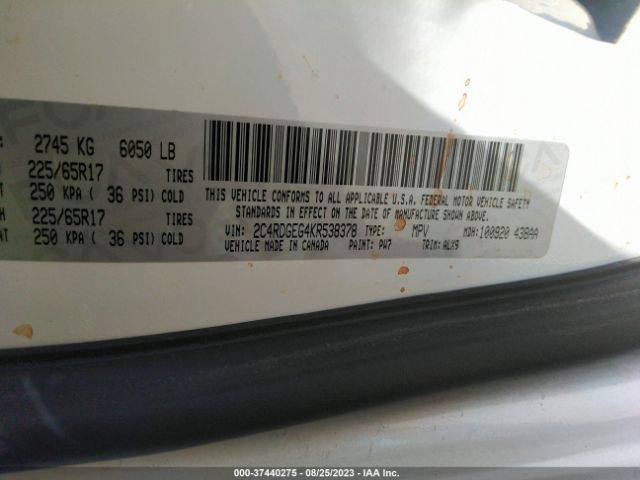 2745 KG 6050 LB
225/65R17 TIRES
250 KPA ( 36 PSI) COLD
225/65R17 TIRES
250 KPA ( 36 PSI) COLD
THIS VEHICLE CONFORMS TO ALL APPLICABLE U.S.A. FEDERAL MOTOR VEHICLE SAFETY
STANDARDS IN EFFECT ON THE DATE OF MANUFACTURE SHOWN ABOVE.
VIN: 2C4RDGEG4KR538378 TYPE: MPV MDH: 100920 438AA
VEHICLE MADE IN CANADA PAINT: PW7 TRIM: ALX9
000-37440275 - 08/25/2023 - IAA Inc.